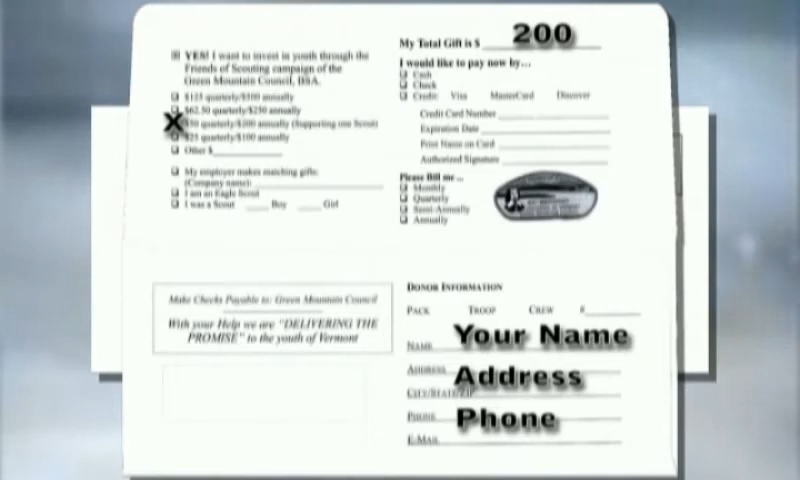 YES! I want to invest in youth through the
Friends of Scouting campaign of the
Green Mountain Council, BSA.
$125 quarterly/$500 annually
$62.50 quarterly/$250 annually
X $50 quarterly/$200 annually (Supporting one Scout)
$25 quarterly/$100 annually
Other $
My employer makes matching gifts.
(Company name):
I am an Eagle Scout
I was a Scout Boy Girl
My Total Gift is $ 200
I would like to pay now by...
Cash
Check
Credit: Visa MasterCard Discover
Credit Card Number
Expiration Date
Print Name on Card
Authorized Signature
Please Bill me ...
Monthly
Quarterly
Semi-Annually
Annually
Make Checks Payable to: Green Mountain Council
With your Help we are "DELIVERING THE
PROMISE" to the youth of Vermont
DONOR INFORMATION
PACK TROOP CREW #
NAME Your Name
ADDRESS Address
CITY/STATE/ZIP
PHONE Phone
E-MAIL